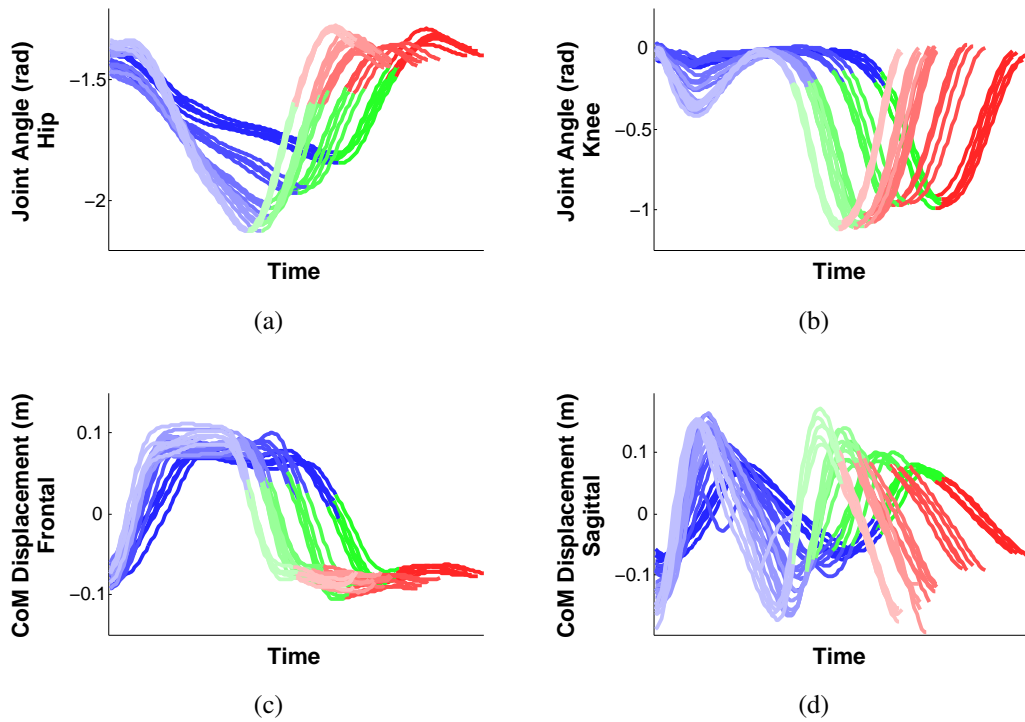 Joint Angle (rad)
Hip
−1.5
−2
Time
(a)
Joint Angle (rad)
Knee
0
−0.5
−1
Time
(b)
CoM Displacement (m)
Frontal
0.1
0
−0.1
Time
(c)
CoM Displacement (m)
Sagittal
0.1
0
−0.1
Time
(d)